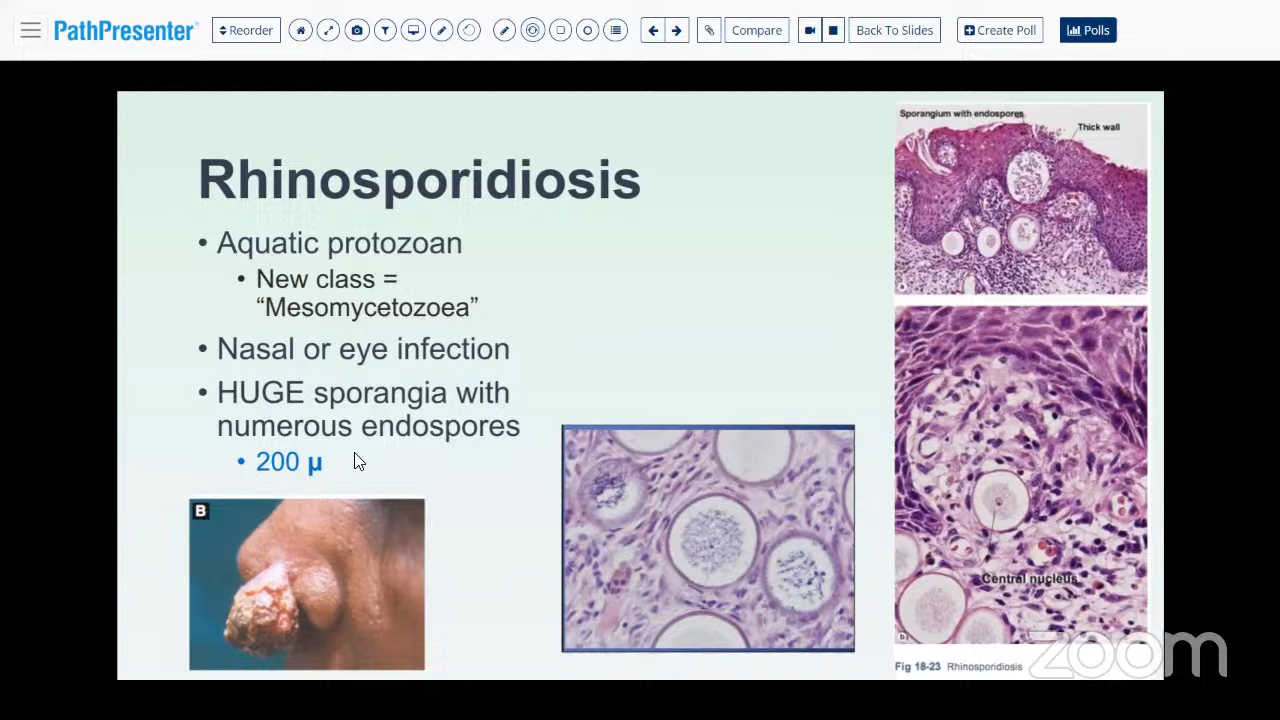 PathPresenter
Reorder
Compare
Back To Slides
Create Poll
Polls
Rhinosporidiosis
• Aquatic protozoan
• New class =
“Mesomycetozoea”
• Nasal or eye infection
• HUGE sporangia with
numerous endospores
• 200 µ
B
Sporangium with endospores
Thick wall
a
Central nucleus
b
Fig 18-23 Rhinosporidiosis
zoom